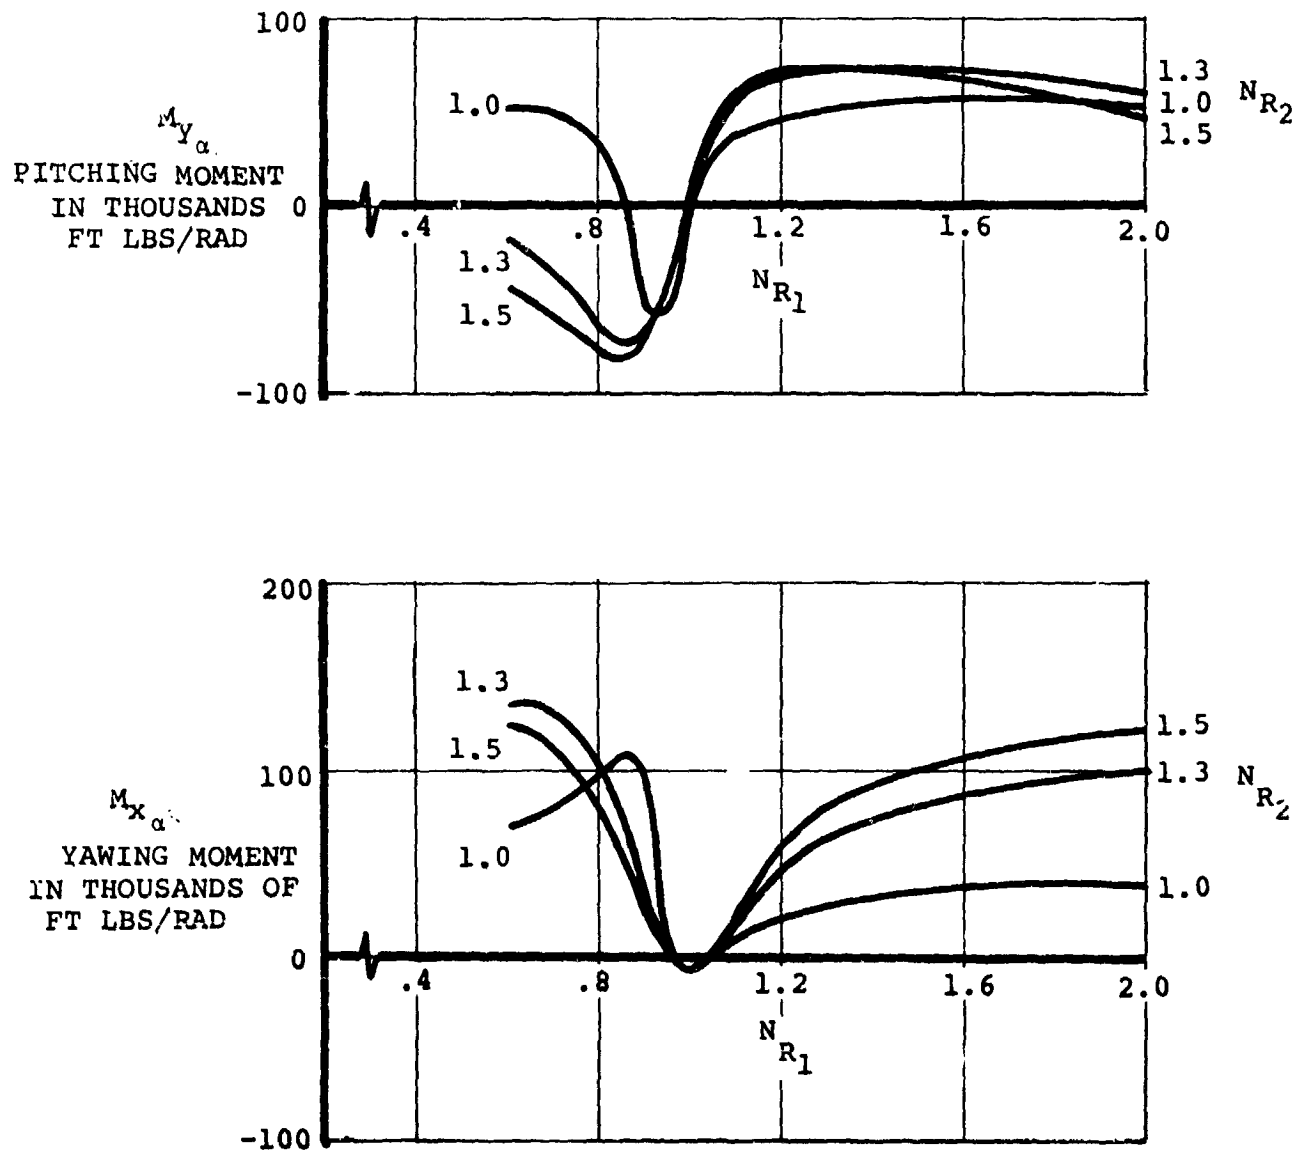 100
1.0
1.3
1.0
1.5
N R2
My α
PITCHING MOMENT
IN THOUSANDS
FT LBS/RAD
0
.4
.8
1.2
1.6
2.0
1.3
1.5
N R1
-100
200
1.3
1.5
1.0
1.5
1.3
1.0
N R2
100
Mx α
YAWING MOMENT
IN THOUSANDS OF
FT LBS/RAD
0
.4
.8
1.2
1.6
2.0
N R1
-100